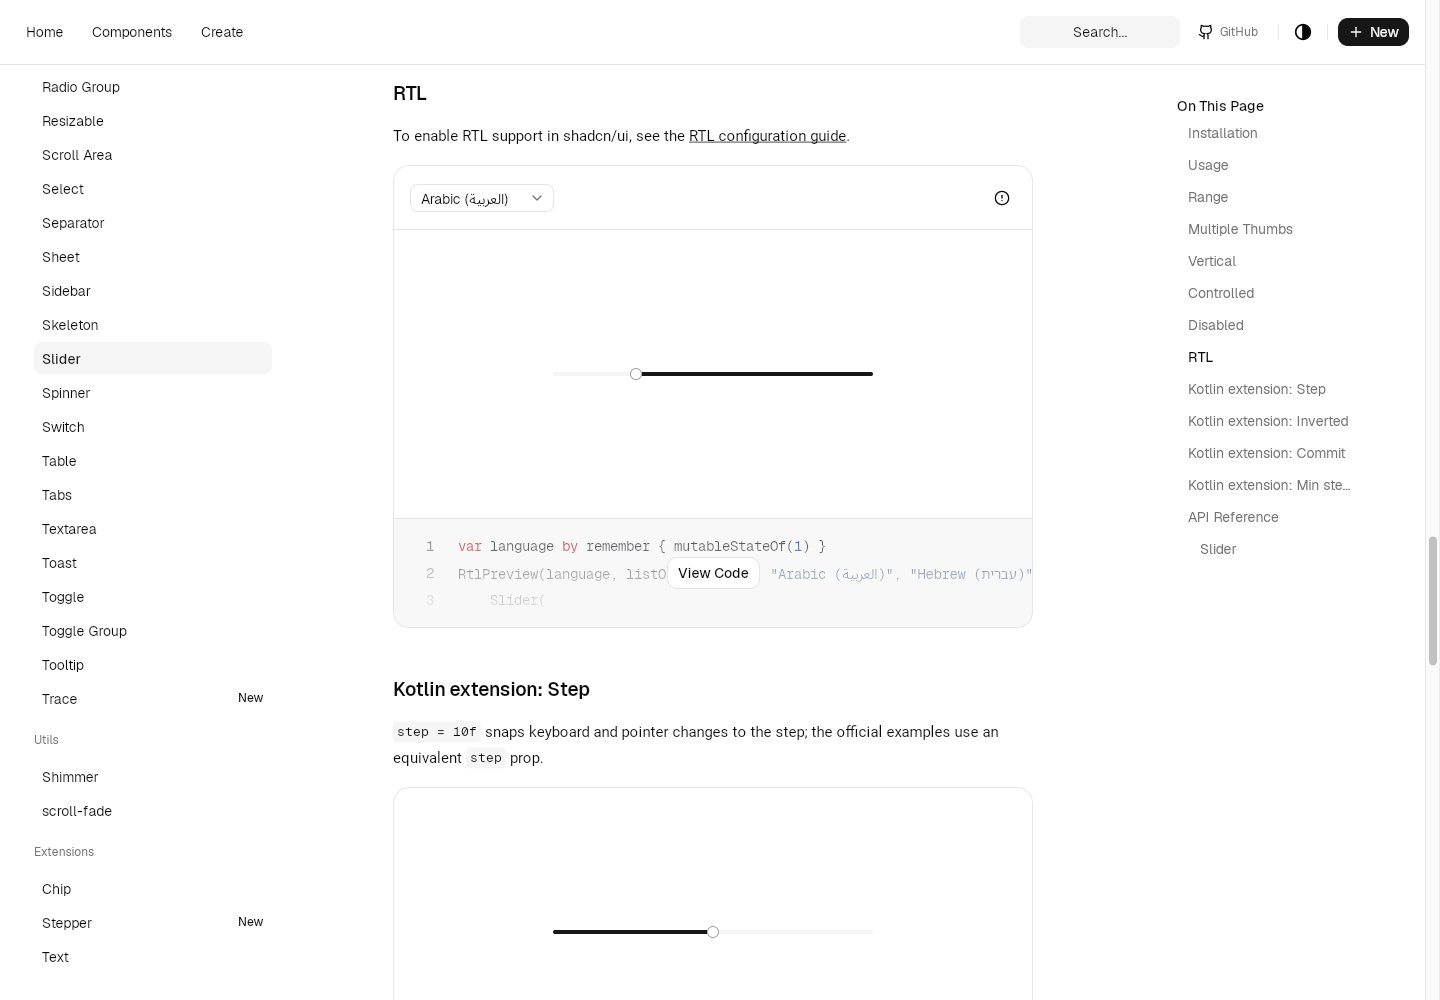 Home
Components
Create
Search...
GitHub
New
Radio Group
Resizable
Scroll Area
Select
Separator
Sheet
Sidebar
Skeleton
Slider
Spinner
Switch
Table
Tabs
Textarea
Toast
Toggle
Toggle Group
Tooltip
Trace New
Utils
Shimmer
scroll-fade
Extensions
Chip
Stepper New
Text
RTL
To enable RTL support in shadcn/ui, see the RTL configuration guide.
Arabic (العربية)
1 var language by remember { mutableStateOf(1) }
2 RtlPreview(language, listO "Arabic (العربية)", "Hebrew (עברית)"
View Code
3 Slider(
Kotlin extension: Step
step = 10f snaps keyboard and pointer changes to the step; the official examples use an
equivalent step prop.
On This Page
Installation
Usage
Range
Multiple Thumbs
Vertical
Controlled
Disabled
RTL
Kotlin extension: Step
Kotlin extension: Inverted
Kotlin extension: Commit
Kotlin extension: Min ste...
API Reference
Slider